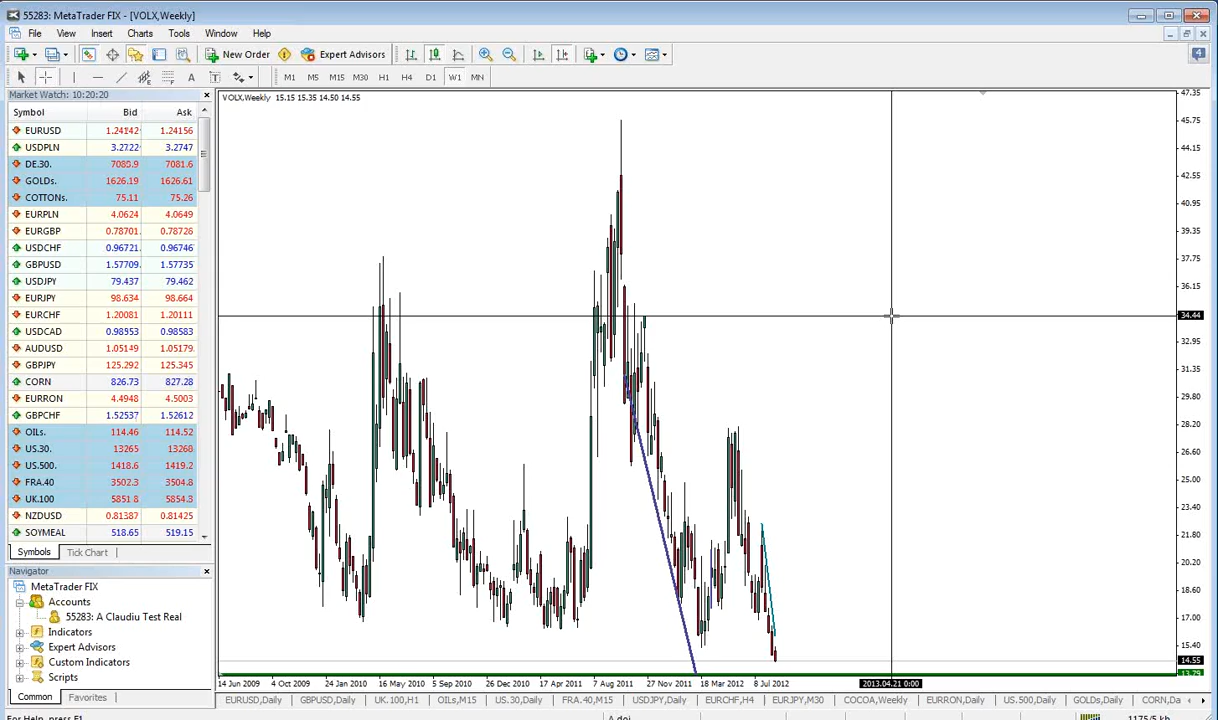 55283: MetaTrader FIX - [VOLX,Weekly]
File View Insert Charts Tools Window Help
New Order Expert Advisors 4
A T M1 M5 M15 M30 H1 H4 D1 W1 MN
Market Watch: 10:20:20
Symbol Bid Ask
EURUSD 1.24142 1.24156
USDPLN 3.2722 3.2747
DE.30. 7080.9 7081.6
GOLDs. 1626.19 1626.61
COTTONs. 75.11 75.26
EURPLN 4.0624 4.0649
EURGBP 0.78701 0.78726
USDCHF 0.96721 0.96746
GBPUSD 1.57709 1.57735
USDJPY 79.437 79.462
EURJPY 98.634 98.664
EURCHF 1.20081 1.20111
USDCAD 0.98553 0.98583
AUDUSD 1.05149 1.05179
GBPJPY 125.292 125.345
CORN 826.73 827.28
EURRON 4.4948 4.5003
GBPCHF 1.52537 1.52612
OILs. 114.46 114.52
US.30. 13265 13268
US.500. 1418.6 1419.2
FRA.40 3502.3 3504.8
UK.100 5851.8 5854.3
NZDUSD 0.81387 0.81425
SOYMEAL 518.65 519.15
Symbols Tick Chart
Navigator
MetaTrader FIX
Accounts
55283: A Claudiu Test Real
Indicators
Expert Advisors
Custom Indicators
Scripts
Common Favorites
VOLX,Weekly 15.15 15.35 14.50 14.55
47.35
45.75
44.15
42.55
40.95
39.35
37.75
36.15
34.44
32.95
31.35
29.80
28.20
26.60
25.00
23.40
21.80
20.20
18.60
17.00
15.40
14.55
13.79
14 Jun 2009 4 Oct 2009 24 Jan 2010 16 May 2010 5 Sep 2010 26 Dec 2010 17 Apr 2011 7 Aug 2011 27 Nov 2011 18 Mar 2012 8 Jul 2012 2013.04.21 0:00
EURUSD,Daily GBPUSD,Daily UK.100,H1 OILs,M15 US.30,Daily FRA.40,M15 USDJPY,Daily EURCHF,H4 EURJPY,M30 COCOA,Weekly EURRON,Daily US.500,Daily GOLDs,Daily CORN,Da
For Help, press F1 A doi 1175/5 kb